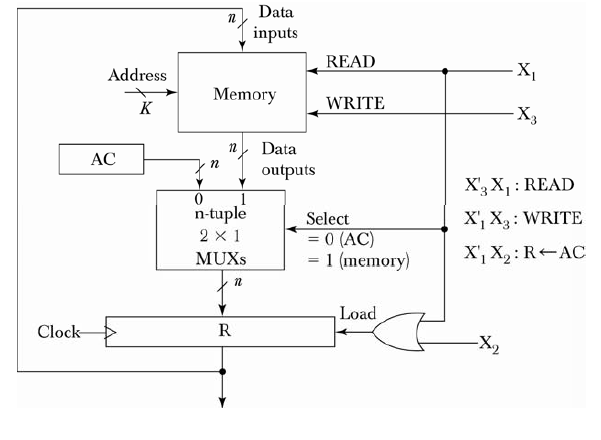 n
Data
inputs
READ
X₁
Address
K
Memory
WRITE
X₃
n
Data
outputs
AC
n
0 1
n-tuple
2 × 1
MUXs
Select
= 0 (AC)
= 1 (memory)
X'₃ X₁ : READ
X'₁ X₃ : WRITE
X'₁ X₂ : R ← AC
n
Load
Clock
R
X₂